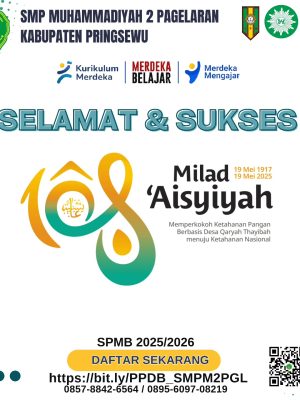 SMP MUHAMMADIYAH 2 PAGELARAN
KABUPATEN PRINGSEWU
Kurikulum
Merdeka
MERDEKA
BELAJAR
Merdeka
Mengajar
SELAMAT & SUKSES
108
Milad
19 Mei 1917
19 Mei 2025
‘Aisyiyah
Memperkokoh Ketahanan Pangan
Berbasis Desa Qaryah Thayibah
menuju Ketahanan Nasional
SPMB 2025/2026
DAFTAR SEKARANG
https://bit.ly/PPDB_SMPM2PGL
0857-8842-6564 / 0895-6097-08219